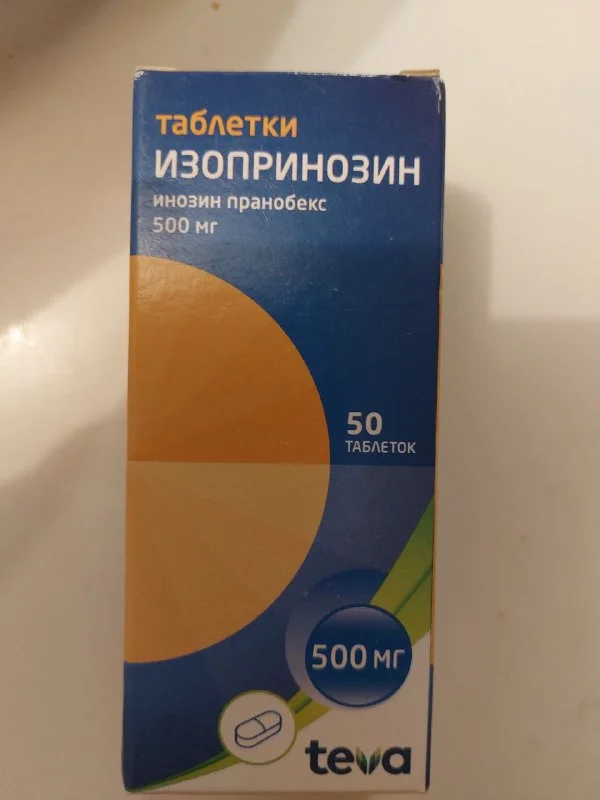 таблетки
ИЗОПРИНОЗИН
инозин пранобекс
500 мг
50
ТАБЛЕТОК
500 мг
teva